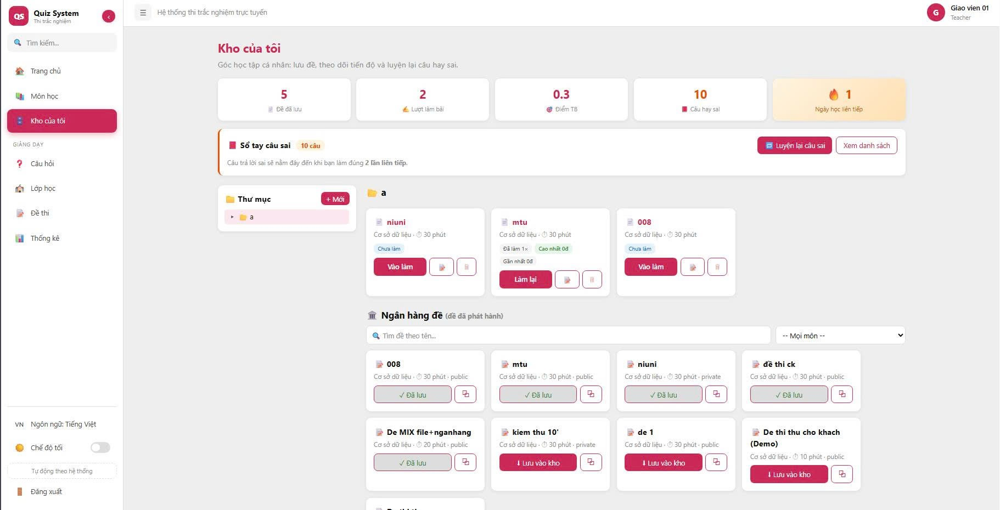 QS
Quiz System
Thi trắc nghiệm
Hệ thống thi trắc nghiệm trực tuyến
G
Giao vien 01
Teacher
Tìm kiếm...
Trang chủ
Môn học
Kho của tôi
GIẢNG DẠY
Câu hỏi
Lớp học
Đề thi
Thống kê
VN Ngôn ngữ: Tiếng Việt
Chế độ tối
Tự động theo hệ thống
Đăng xuất
Kho của tôi
Góc học tập cá nhân: lưu đề, theo dõi tiến độ và luyện lại câu hay sai.
5
Đề đã lưu
2
Lượt làm bài
0.3
Điểm TB
10
Câu hay sai
1
Ngày học liên tiếp
Sổ tay câu sai 10 câu
Luyện lại câu sai
Xem danh sách
Câu trả lời sai sẽ nằm đây đến khi bạn làm đúng 2 lần liên tiếp.
Thư mục
+ Mới
a
a
niuni
Cơ sở dữ liệu · 30 phút
Chưa làm
Vào làm
mtu
Cơ sở dữ liệu · 30 phút
Đã làm 1× Cao nhất 0đ
Gần nhất 0đ
Làm lại
008
Cơ sở dữ liệu · 30 phút
Chưa làm
Vào làm
Ngân hàng đề (đề đã phát hành)
Tìm đề theo tên...
-- Mọi môn --
008
Cơ sở dữ liệu · 30 phút · public
✓ Đã lưu
mtu
Cơ sở dữ liệu · 30 phút · public
✓ Đã lưu
niuni
Cơ sở dữ liệu · 30 phút · private
✓ Đã lưu
đề thi ck
Cơ sở dữ liệu · 30 phút · public
✓ Đã lưu
De MIX file+nganhang
Cơ sở dữ liệu · 20 phút · public
✓ Đã lưu
kiem thu 10'
Cơ sở dữ liệu · 30 phút · private
Lưu vào kho
de 1
Cơ sở dữ liệu · 30 phút · public
Lưu vào kho
De thi thu cho khach
(Demo)
Cơ sở dữ liệu · 10 phút · public
Lưu vào kho